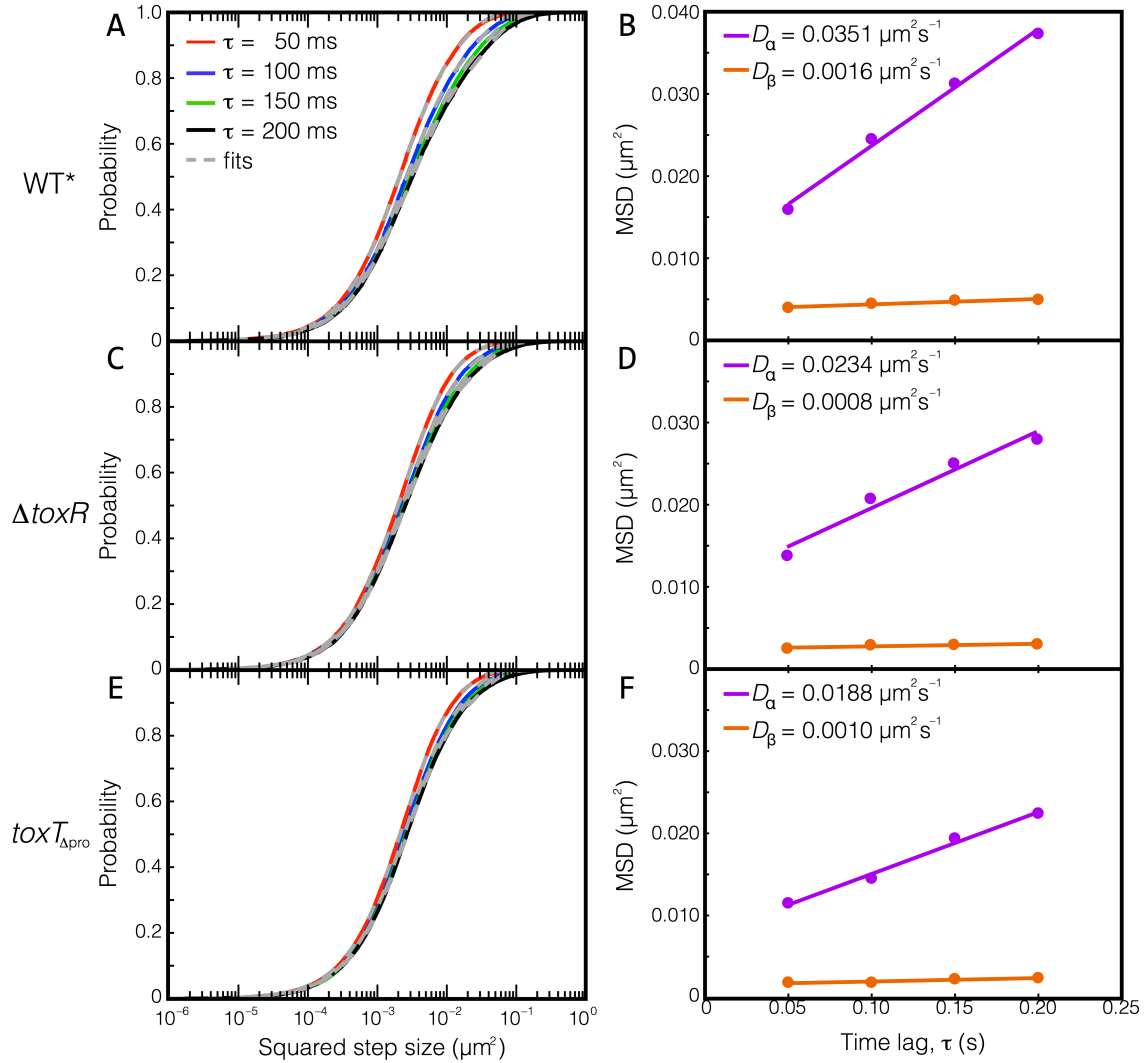 A
1.0
0.8
0.6
0.4
0.2
0
Probability
WT*
τ = 50 ms
τ = 100 ms
τ = 150 ms
τ = 200 ms
fits
B
0.040
0.030
0.020
0.010
0
MSD (µm²)
Dα = 0.0351 µm²s⁻¹
Dβ = 0.0016 µm²s⁻¹
C
0.8
0.6
0.4
0.2
0
Probability
ΔtoxR
D
0.030
0.020
0.010
0
MSD (µm²)
Dα = 0.0234 µm²s⁻¹
Dβ = 0.0008 µm²s⁻¹
E
0.8
0.6
0.4
0.2
0
Probability
toxTΔpro
10⁻⁶ 10⁻⁵ 10⁻⁴ 10⁻³ 10⁻² 10⁻¹ 10⁰
Squared step size (µm²)
F
0.030
0.020
0.010
0
MSD (µm²)
Dα = 0.0188 µm²s⁻¹
Dβ = 0.0010 µm²s⁻¹
0.05 0.10 0.15 0.20 0.25
Time lag, τ (s)